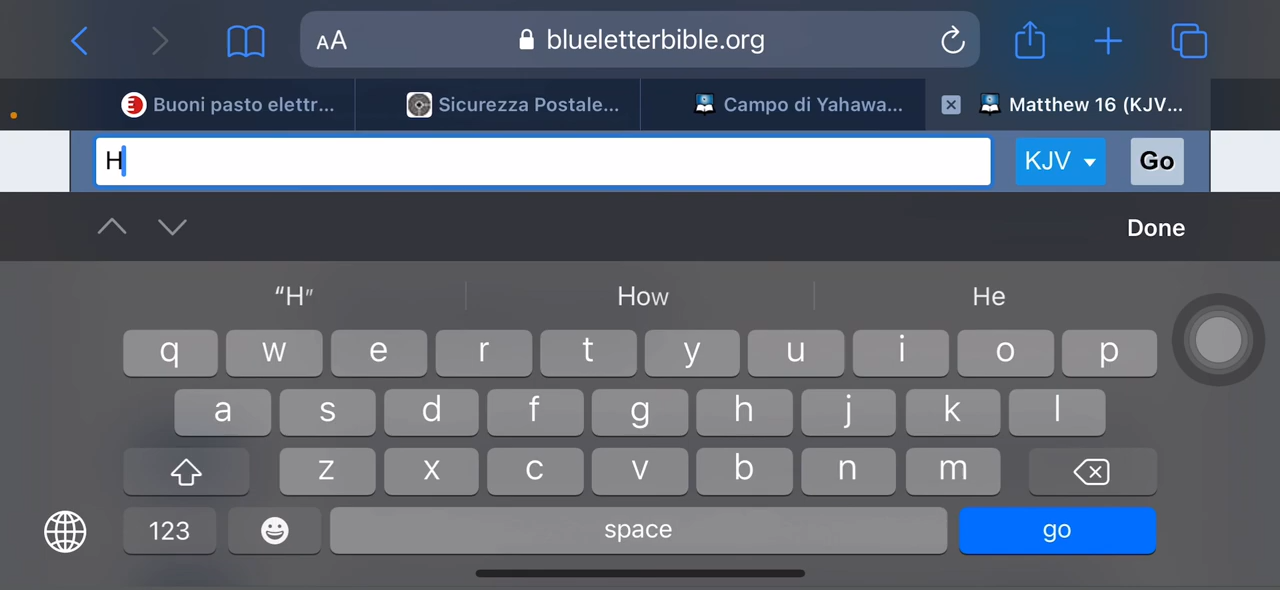 AA blueletterbible.org
Buoni pasto elettr... Sicurezza Postale... Campo di Yahawa... Matthew 16 (KJV...
H KJV Go
Done
“H” How He
q w e r t y u i o p
a s d f g h j k l
z x c v b n m
123 space go